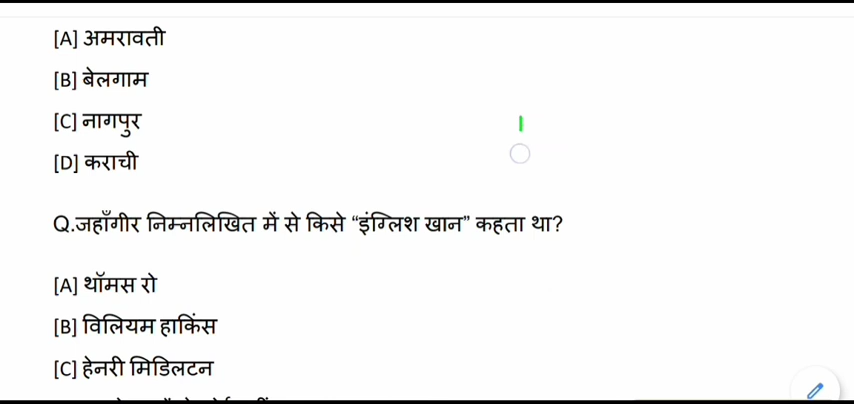 [A] अमरावती
[B] बेलगाम
[C] नागपुर
[D] कराची
Q.जहाँगीर निम्नलिखित में से किसे “इंग्लिश खान” कहता था?
[A] थॉमस रो
[B] विलियम हाकिंस
[C] हेनरी मिडिलटन